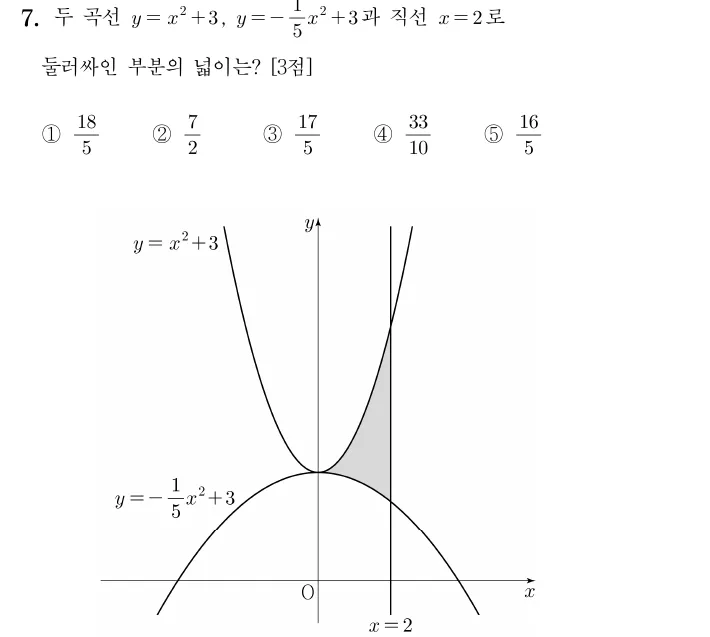 7. 두 곡선 y = x²+3, y = -1/5x²+3과 직선 x = 2로
둘러싸인 부분의 넓이는? [3점]
① 18/5 ② 7/2 ③ 17/5 ④ 33/10 ⑤ 16/5
y
y = x²+3
y = -1/5x²+3
O
x
x = 2